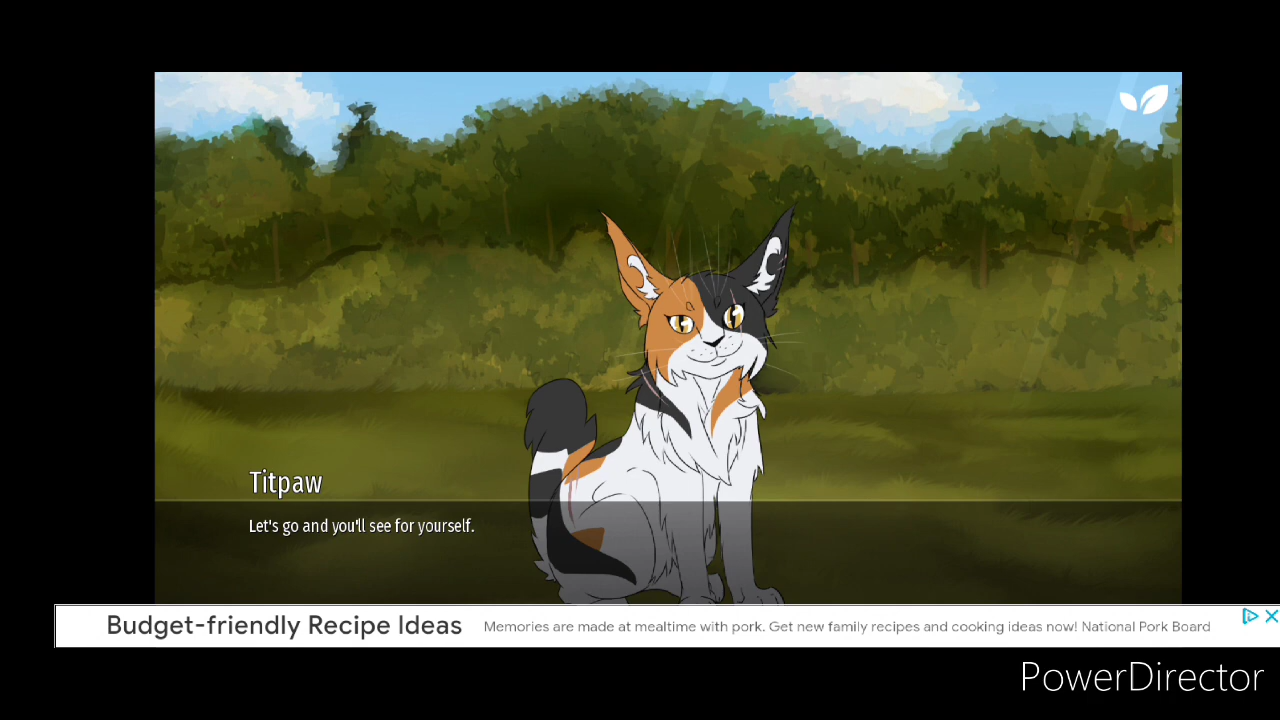 Titpaw
Let's go and you'll see for yourself.
Budget-friendly Recipe Ideas
Memories are made at mealtime with pork. Get new family recipes and cooking ideas now! National Pork Board
PowerDirector